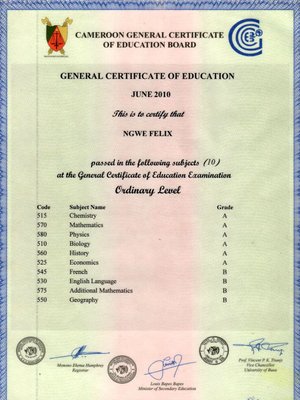 CAMEROON GENERAL CERTIFICATE
OF EDUCATION BOARD
GENERAL CERTIFICATE OF EDUCATION
JUNE 2010
This is to certify that
NGWE FELIX
passed in the following subjects (10)
at the General Certificate of Education Examination
Ordinary Level
Code Subject Name Grade
515 Chemistry A
570 Mathematics A
580 Physics A
510 Biology A
560 History A
525 Economics A
545 French B
530 English Language B
575 Additional Mathematics B
550 Geography B
Registrar
Louis Bapes Bapes
Minister of Secondary Education
Prof. Vincent P. K. Titanji
Vice Chancellor
University of Buea